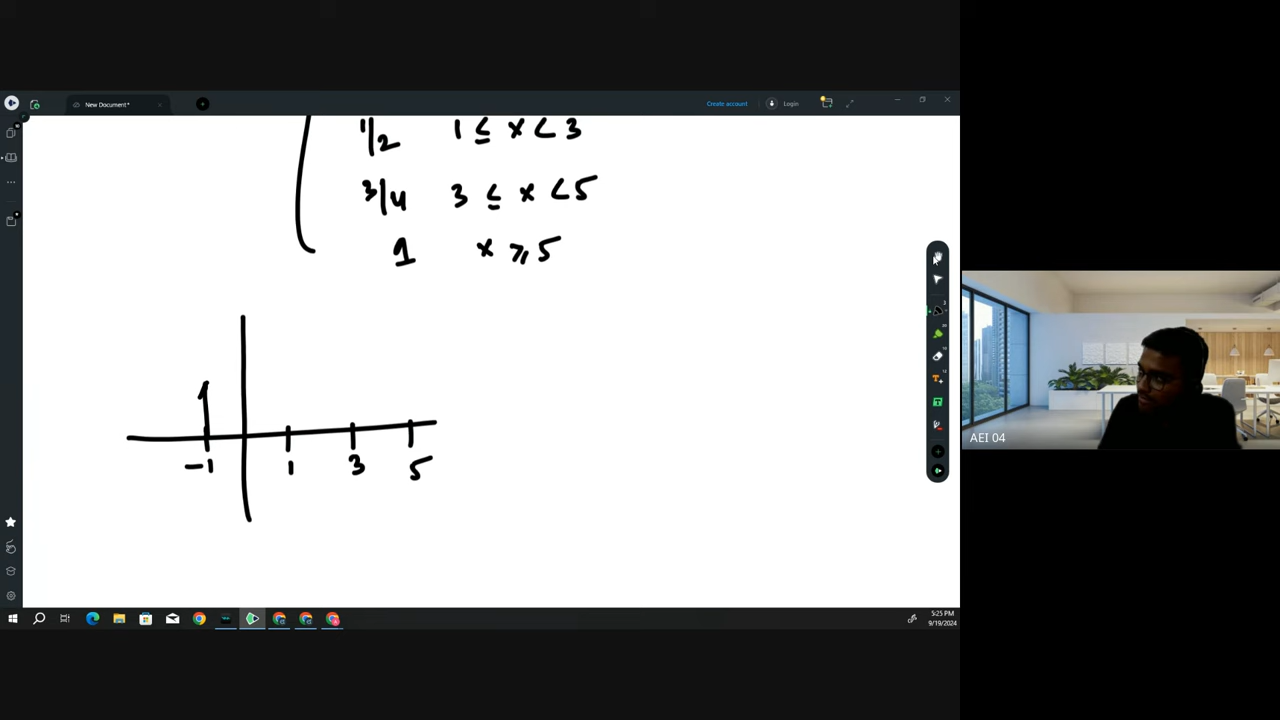 New Document*
Create account
Login
1/2 1 ≤ x < 3
3/4 3 ≤ x < 5
1 x ≥ 5
-1 1 3 5
AEI 04
5:25 PM
9/19/2024